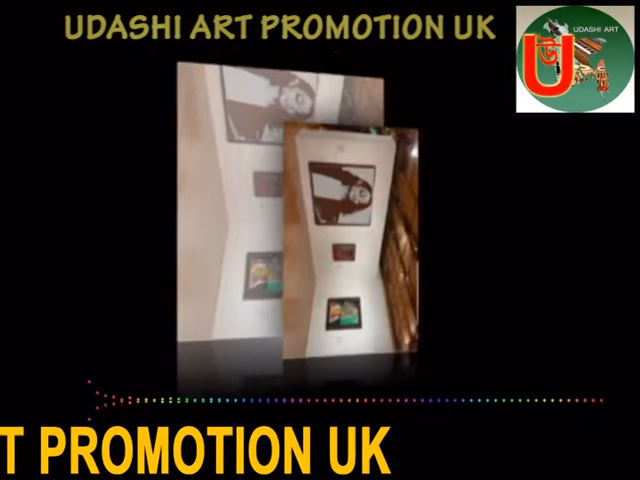 UDASHI ART PROMOTION UK
UDASHI ART
U
উ
T PROMOTION UK